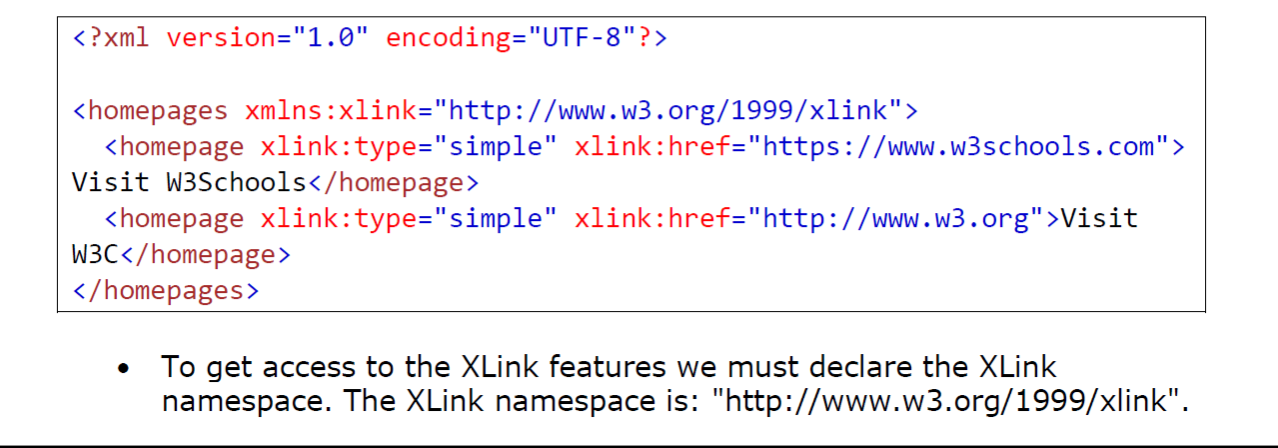 <?xml version="1.0" encoding="UTF-8"?>
<homepages xmlns:xlink="http://www.w3.org/1999/xlink">
  <homepage xlink:type="simple" xlink:href="https://www.w3schools.com">
Visit W3Schools</homepage>
  <homepage xlink:type="simple" xlink:href="http://www.w3.org">Visit
W3C</homepage>
</homepages>
• To get access to the XLink features we must declare the XLink
namespace. The XLink namespace is: "http://www.w3.org/1999/xlink".